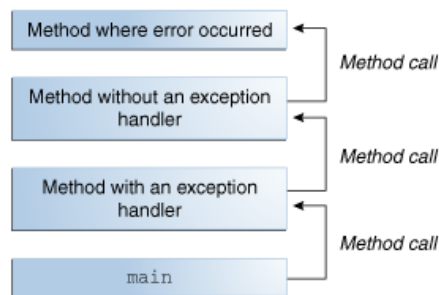 Method where error occurred
Method call
Method without an exception
handler
Method call
Method with an exception
handler
Method call
main